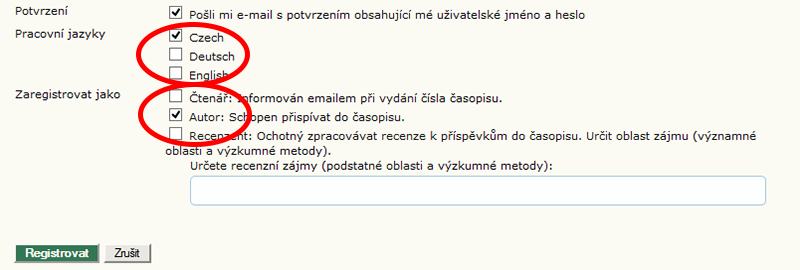 Potvrzení Pošli mi e-mail s potvrzením obsahující mé uživatelské jméno a heslo
Pracovní jazyky Czech
Deutsch
English
Zaregistrovat jako Čtenář: Informován emailem při vydání čísla časopisu.
Autor: Schopen přispívat do časopisu.
Recenzent: Ochotný zpracovávat recenze k příspěvkům do časopisu. Určit oblast zájmu (významné
oblasti a výzkumné metody).
Určete recenzní zájmy (podstatné oblasti a výzkumné metody):
Registrovat Zrušit